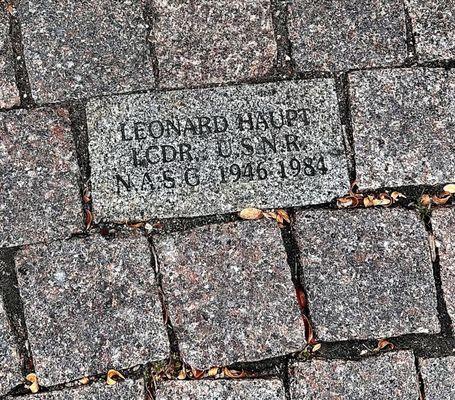 LEONARD HAUPT
LCDR. U.S.N.R.
N.A.S.G. 1946-1984